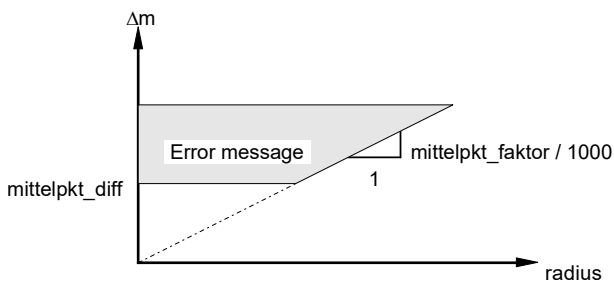 Δm
Error message
mittelpkt_faktor / 1000
1
mittelpkt_diff
radius